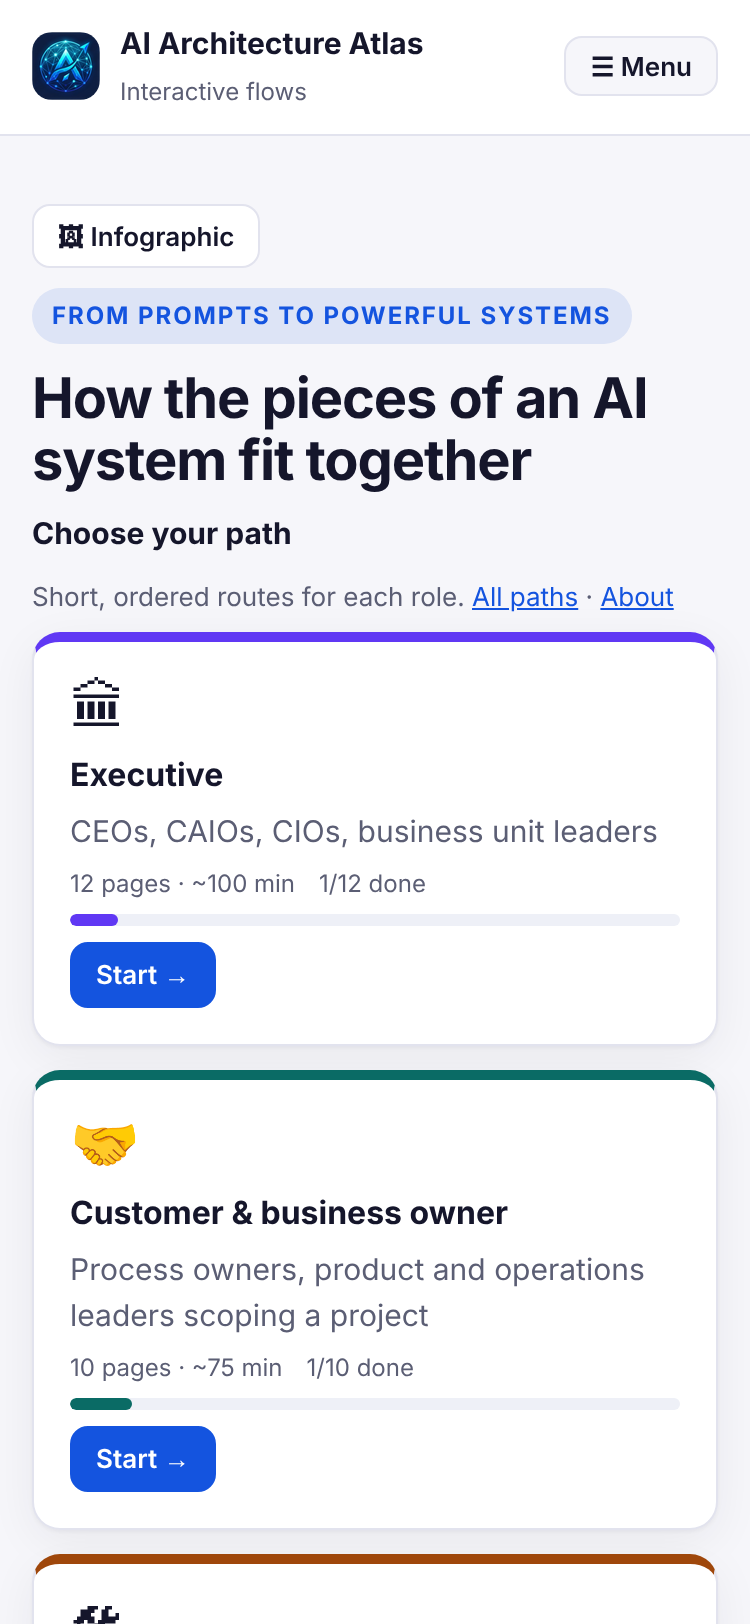 AI Architecture Atlas
Interactive flows
☰ Menu
🖼 Infographic
FROM PROMPTS TO POWERFUL SYSTEMS
How the pieces of an AI
system fit together
Choose your path
Short, ordered routes for each role. All paths · About
Executive
CEOs, CAIOs, CIOs, business unit leaders
12 pages · ~100 min 1/12 done
Start →
Customer & business owner
Process owners, product and operations
leaders scoping a project
10 pages · ~75 min 1/10 done
Start →